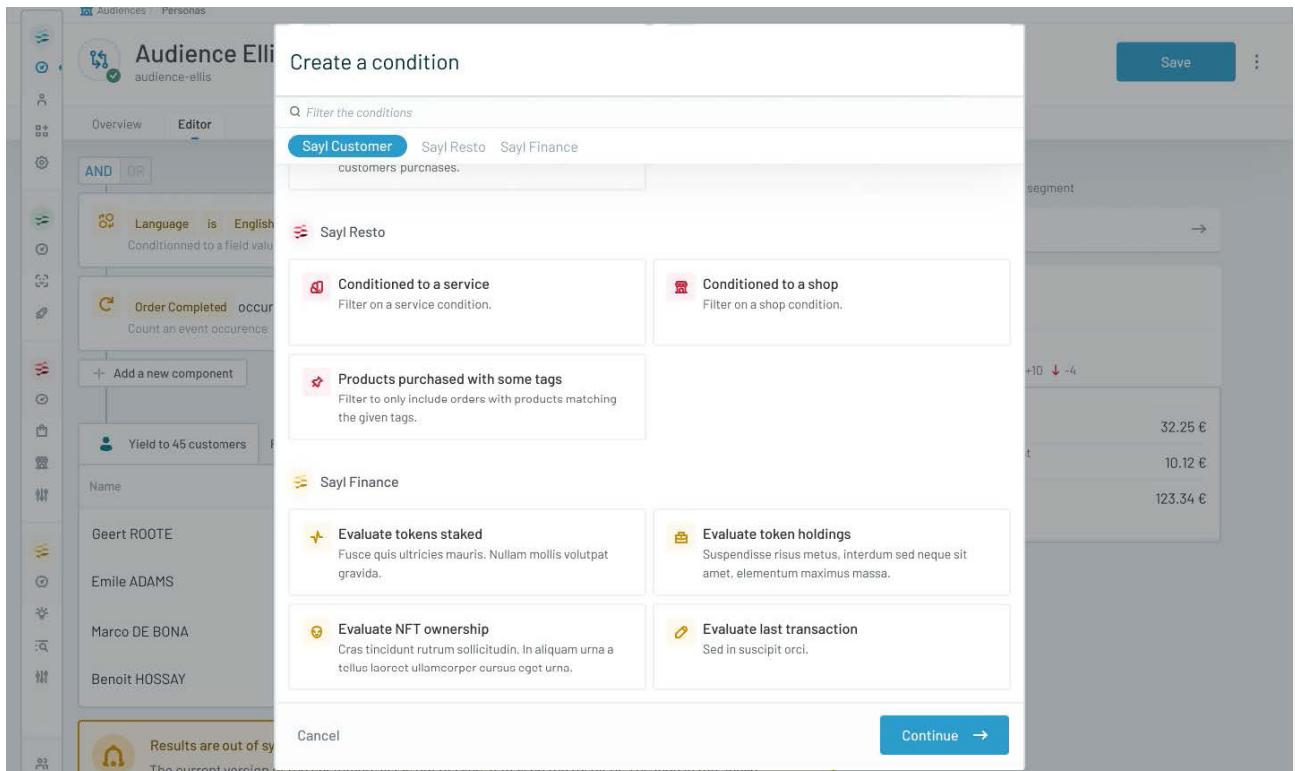 Audiences / Personas
Audience Elli
audience-ellis
Save
Overview
Editor
AND
OR
Language is English
Conditionned to a field valu
Order Completed occur
Count an event occurence
Add a new component
Yield to 45 customers
Name
Geert ROOTE
Emile ADAMS
Marco DE BONA
Benoit HOSSAY
Results are out of sy
The current version
Create a condition
Filter the conditions
Sayl Customer
Sayl Resto
Sayl Finance
customers purchases.
Sayl Resto
Conditioned to a service
Filter on a service condition.
Conditioned to a shop
Filter on a shop condition.
Products purchased with some tags
Filter to only include orders with products matching
the given tags.
Sayl Finance
Evaluate tokens staked
Fusce quis ultricies mauris. Nullam mollis volutpat
gravida.
Evaluate token holdings
Suspendisse risus metus, interdum sed neque sit
amet, elementum maximus massa.
Evaluate NFT ownership
Cras tincidunt rutrum sollicitudin. In aliquam urna a
tellus laoreet ullamcorper cursus eget urna.
Evaluate last transaction
Sed in suscipit orci.
Cancel
Continue
segment
+10 ↓ -4
32.25 €
10.12 €
123.34 €